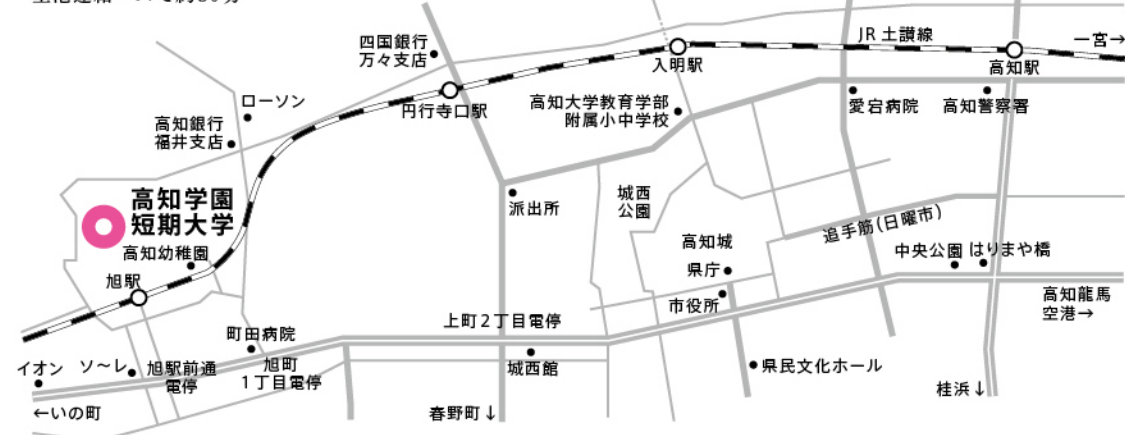 JR 土讃線
一宮→
四国銀行
万々支店
入明駅
高知駅
ローソン
円行寺口駅
高知大学教育学部
附属小中学校
愛宕病院
高知警察署
高知銀行
福井支店
高知学園
短期大学
派出所
城西
公園
追手筋(日曜市)
高知城
高知幼稚園
中央公園
はりまや橋
県庁
旭駅
市役所
高知龍馬
空港→
上町2丁目電停
町田病院
イオン
ソ〜レ
旭駅前通
電停
旭町
1丁目電停
城西館
県民文化ホール
←いの町
春野町↓
桂浜↓